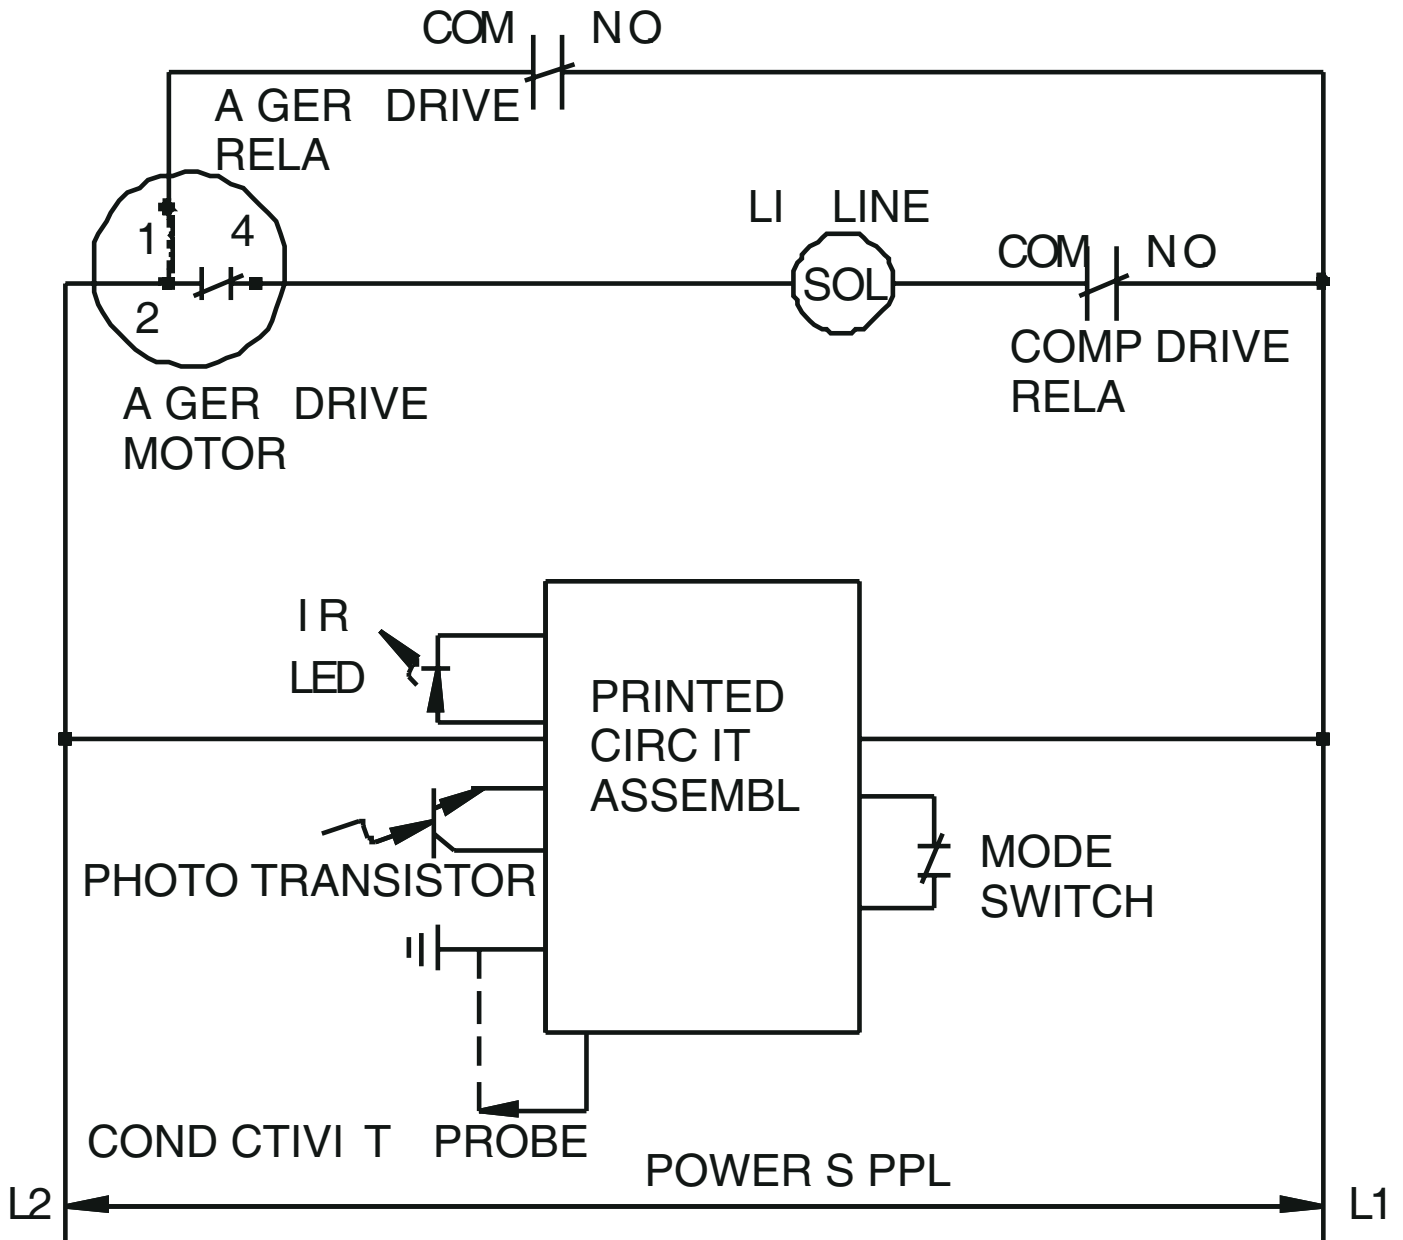 COM NO
A GER DRIVE
RELA
1 4
2
LI LINE
SOL
COM NO
COMP DRIVE
RELA
A GER DRIVE
MOTOR
I R
LED
PRINTED
CIRC IT
ASSEMBL
PHOTO TRANSISTOR
MODE
SWITCH
COND CTIVI T PROBE
POWER S PPL
L2 L1